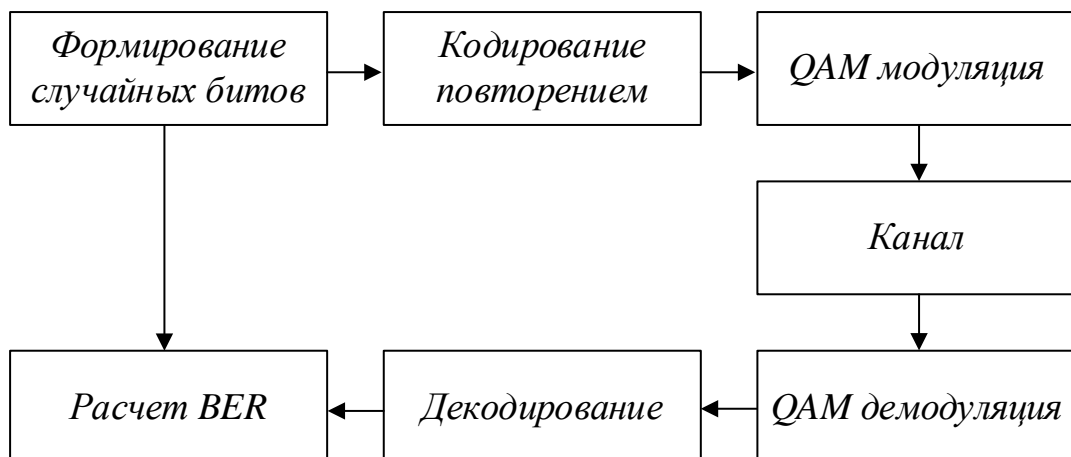 Формирование
случайных битов
Кодирование
повторением
QAM модуляция
Канал
Расчет BER
Декодирование
QAM демодуляция